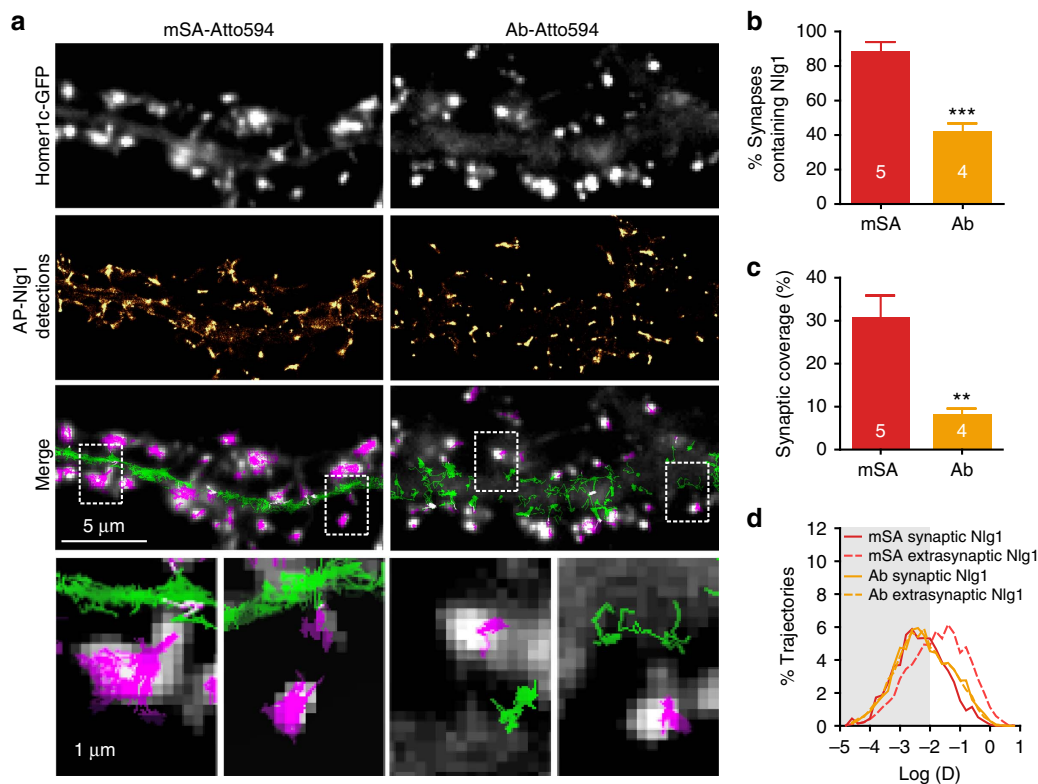 a
mSA-Atto594
Ab-Atto594
Homer1c-GFP
AP-Nlg1
detections
Merge
5 µm
1 µm
b
% Synapses
containing Nlg1
100
80
60
40
20
0
***
5
4
mSA
Ab
c
Synaptic coverage (%)
40
30
20
10
0
**
5
4
mSA
Ab
d
% Trajectories
12
10
8
6
4
2
0
mSA synaptic Nlg1
mSA extrasynaptic Nlg1
Ab synaptic Nlg1
Ab extrasynaptic Nlg1
−5 −4 −3 −2 −1 0 1
Log (D)